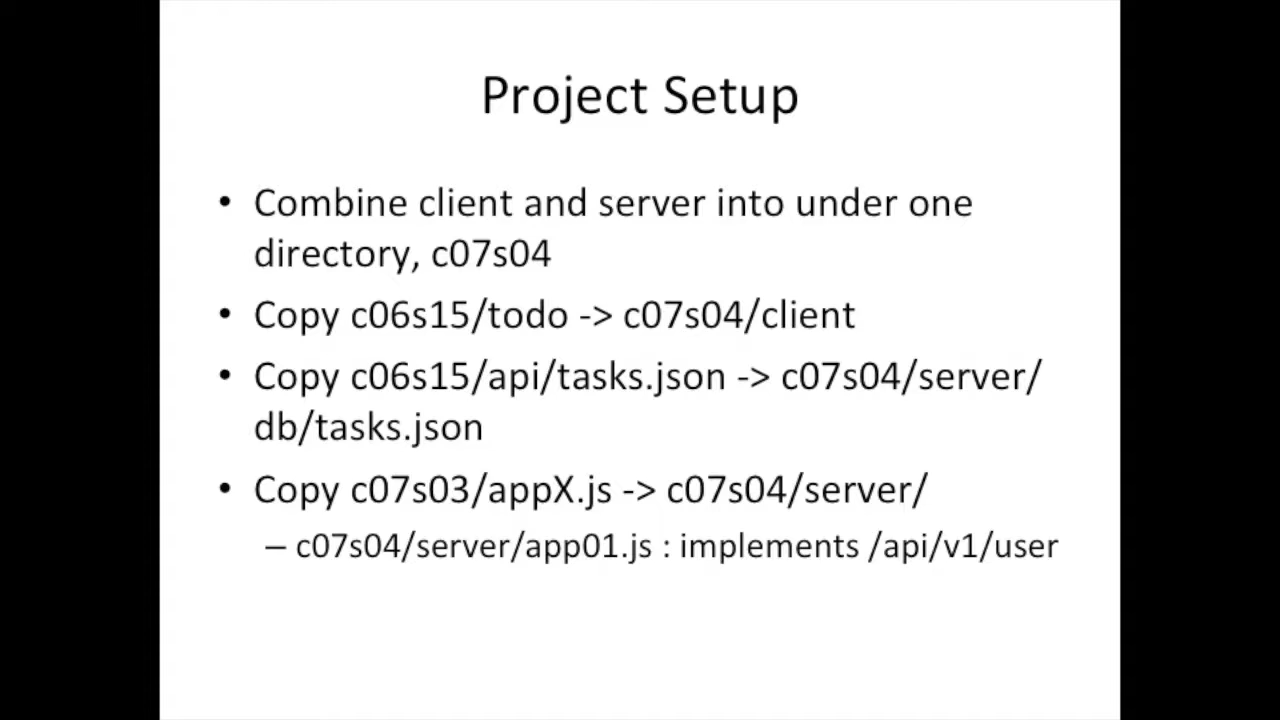 Project Setup
• Combine client and server into under one
directory, c07s04
• Copy c06s15/todo -> c07s04/client
• Copy c06s15/api/tasks.json -> c07s04/server/
db/tasks.json
• Copy c07s03/appX.js -> c07s04/server/
– c07s04/server/app01.js : implements /api/v1/user